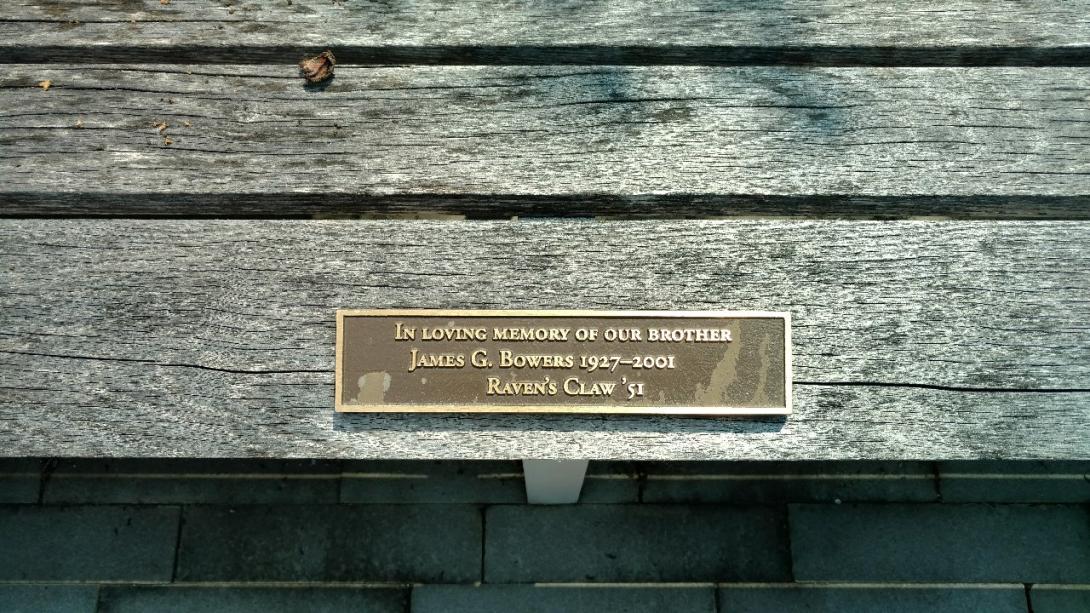 In loving memory of our brother
James G. Bowers 1927–2001
Raven's Claw '51